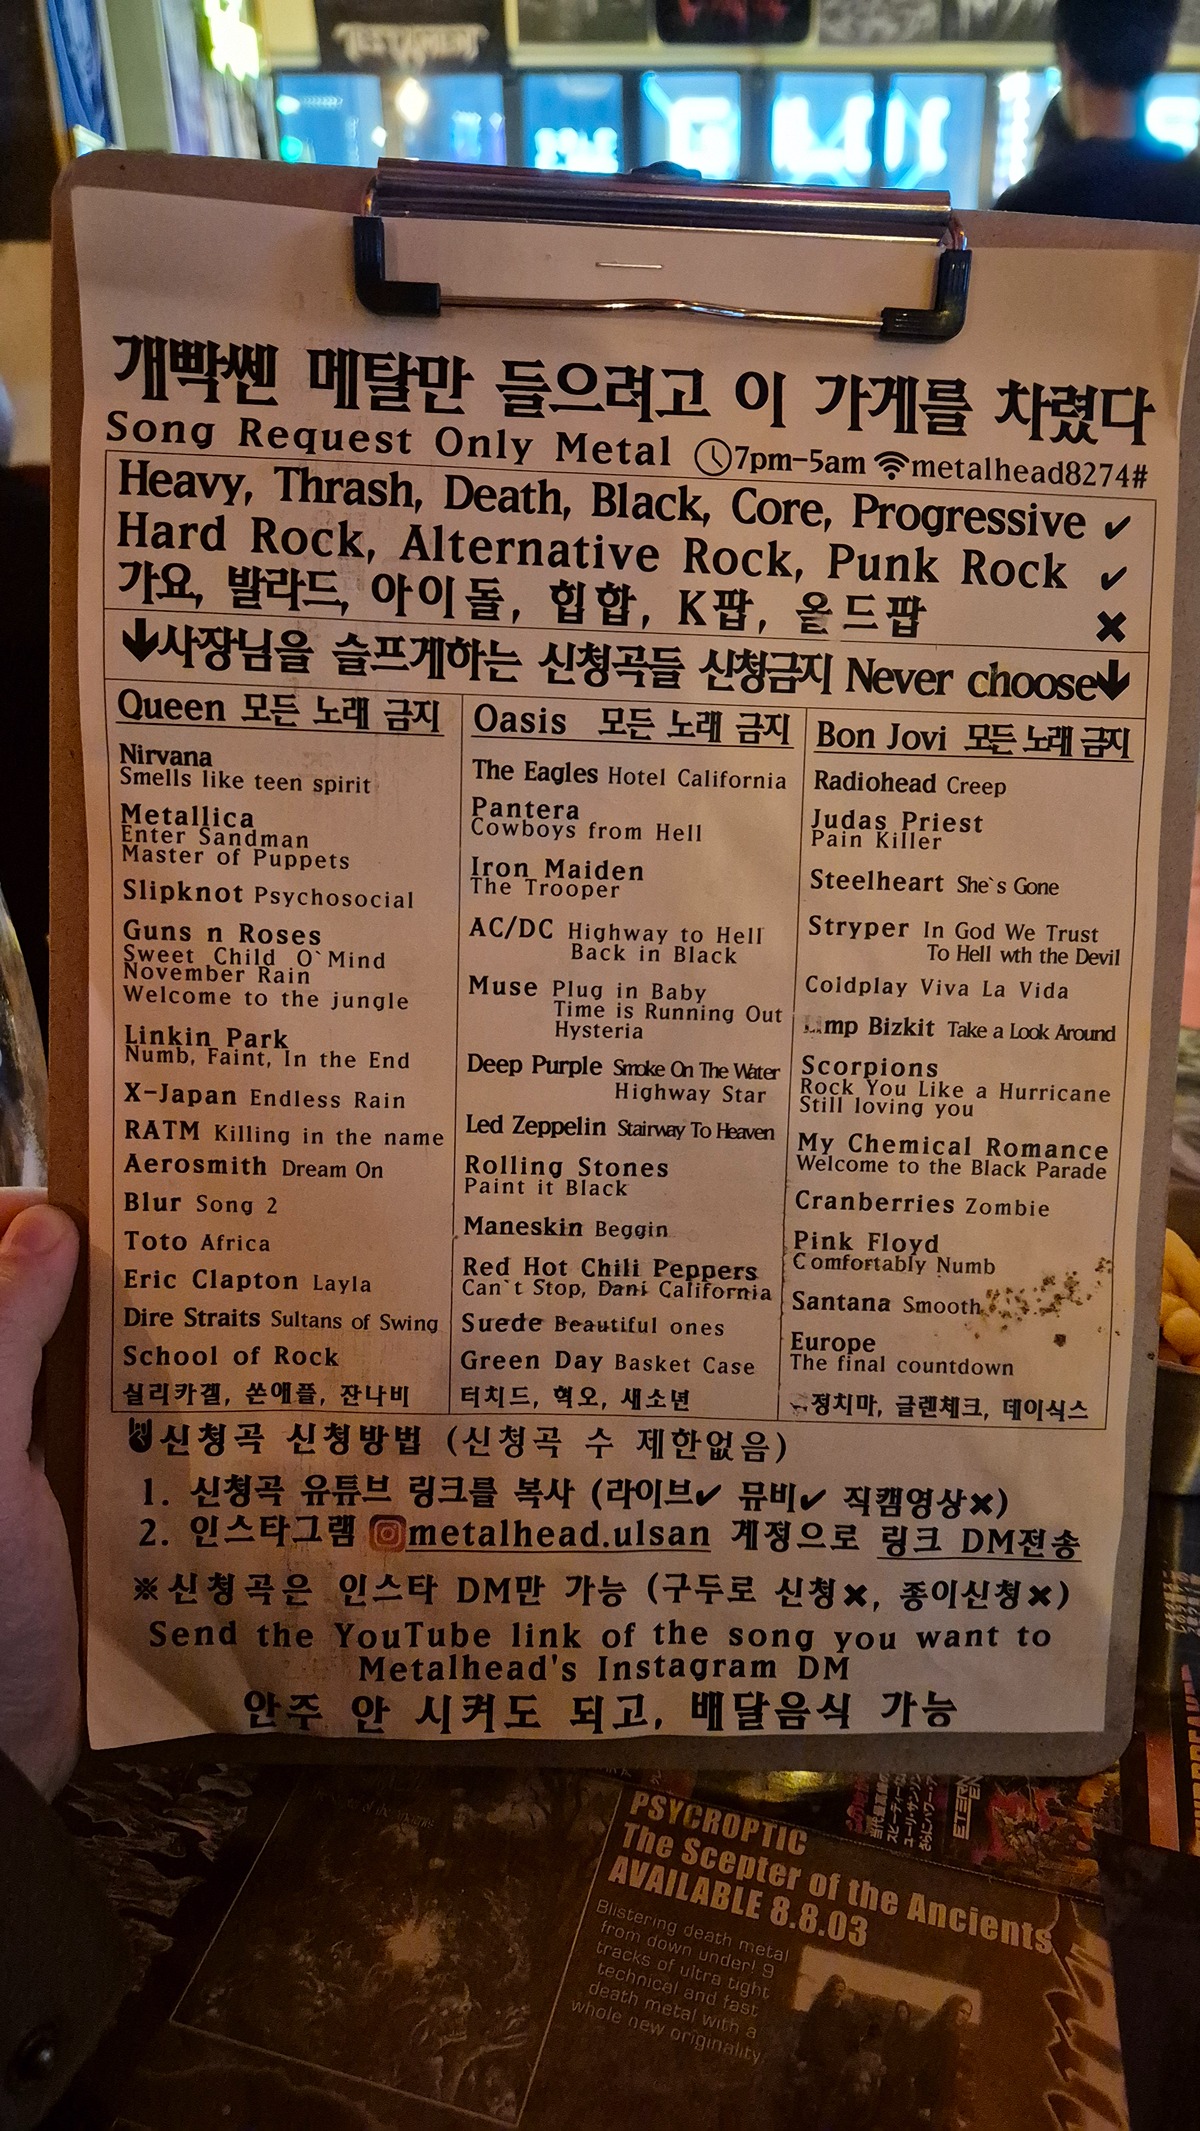 TESTAMENT
개빡쎈 메탈만 들으려고 이 가게를 차렸다
Song Request Only Metal 7pm-5am metalhead8274#
Heavy, Thrash, Death, Black, Core, Progressive ✓
Hard Rock, Alternative Rock, Punk Rock ✓
가요, 발라드, 아이돌, 힙합, K팝, 올드팝 ✖
↓사장님을 슬프게하는 신청곡들 신청금지 Never choose↓
Queen 모든 노래 금지
Nirvana
Smells like teen spirit
Metallica
Enter Sandman
Master of Puppets
Slipknot Psychosocial
Guns n Roses
Sweet Child O`Mind
November Rain
Welcome to the jungle
Linkin Park
Numb, Faint, In the End
X-Japan Endless Rain
RATM Killing in the name
Aerosmith Dream On
Blur Song 2
Toto Africa
Eric Clapton Layla
Dire Straits Sultans of Swing
School of Rock
실리카겔, 쏜애플, 잔나비
Oasis 모든 노래 금지
The Eagles Hotel California
Pantera
Cowboys from Hell
Iron Maiden
The Trooper
AC/DC Highway to Hell
Back in Black
Muse Plug in Baby
Time is Running Out
Hysteria
Deep Purple Smoke On The Water
Highway Star
Led Zeppelin Stairway To Heaven
Rolling Stones
Paint it Black
Maneskin Beggin
Red Hot Chili Peppers
Can`t Stop, Dani California
Suede Beautiful ones
Green Day Basket Case
터치드, 혁오, 새소년
Bon Jovi 모든 노래 금지
Radiohead Creep
Judas Priest
Pain Killer
Steelheart She`s Gone
Stryper In God We Trust
To Hell wth the Devil
Coldplay Viva La Vida
mp Bizkit Take a Look Around
Scorpions
Rock You Like a Hurricane
Still loving you
My Chemical Romance
Welcome to the Black Parade
Cranberries Zombie
Pink Floyd
Comfortably Numb
Santana Smooth
Europe
The final countdown
정치마, 글렌체크, 데이식스
🤘신청곡 신청방법 (신청곡 수 제한없음)
1. 신청곡 유튜브 링크를 복사 (라이브✔ 뮤비✔ 직캠영상✖)
2. 인스타그램 metalhead.ulsan 계정으로 링크 DM전송
※신청곡은 인스타 DM만 가능 (구두로 신청✖, 종이신청✖)
Send the YouTube link of the song you want to
Metalhead's Instagram DM
안주 안 시켜도 되고, 배달음식 가능
PSYCROPTIC
The Scepter of the Ancients
AVAILABLE 8.8.03
Blistering death metal
from down under! 9
tracks of ultra tight
technical and fast
death metal with a
whole new originality